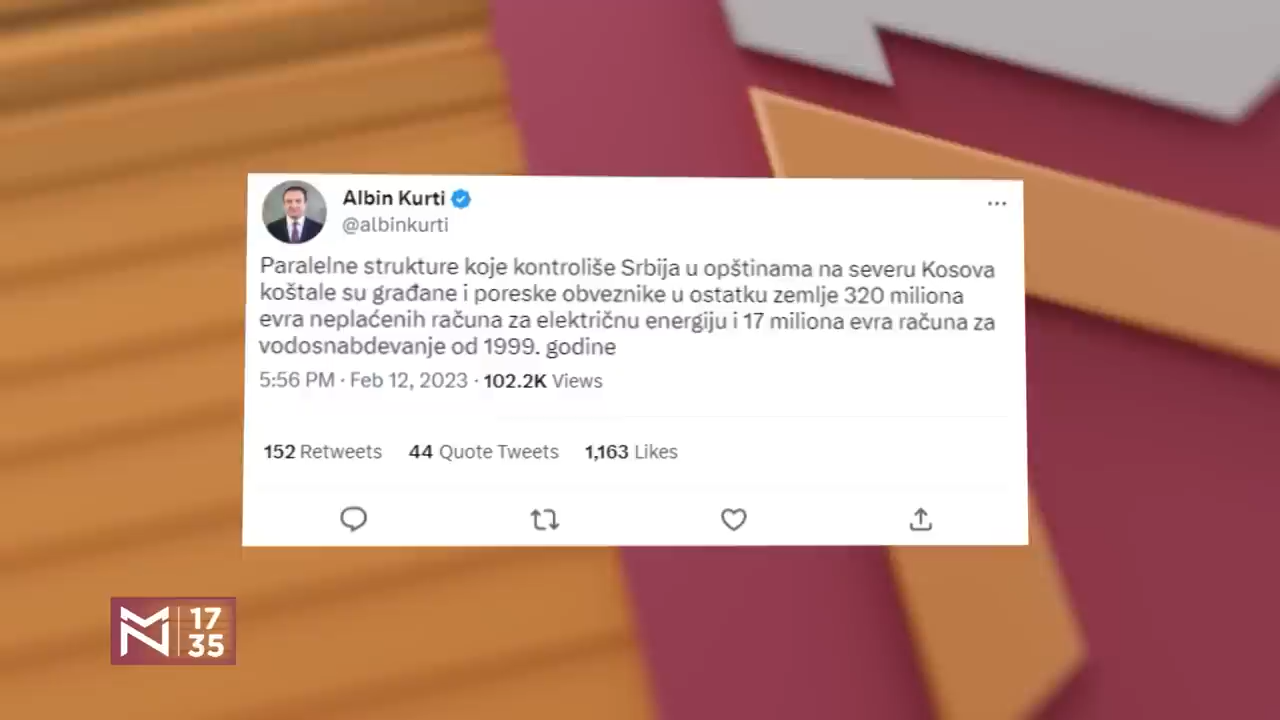 Albin Kurti
@albinkurti
Paralelne strukture koje kontroliše Srbija u opštinama na severu Kosova
koštale su građane i poreske obveznike u ostatku zemlje 320 miliona
evra neplaćenih računa za električnu energiju i 17 miliona evra računa za
vodosnabdevanje od 1999. godine
5:56 PM · Feb 12, 2023 · 102.2K Views
152 Retweets 44 Quote Tweets 1,163 Likes
17
35